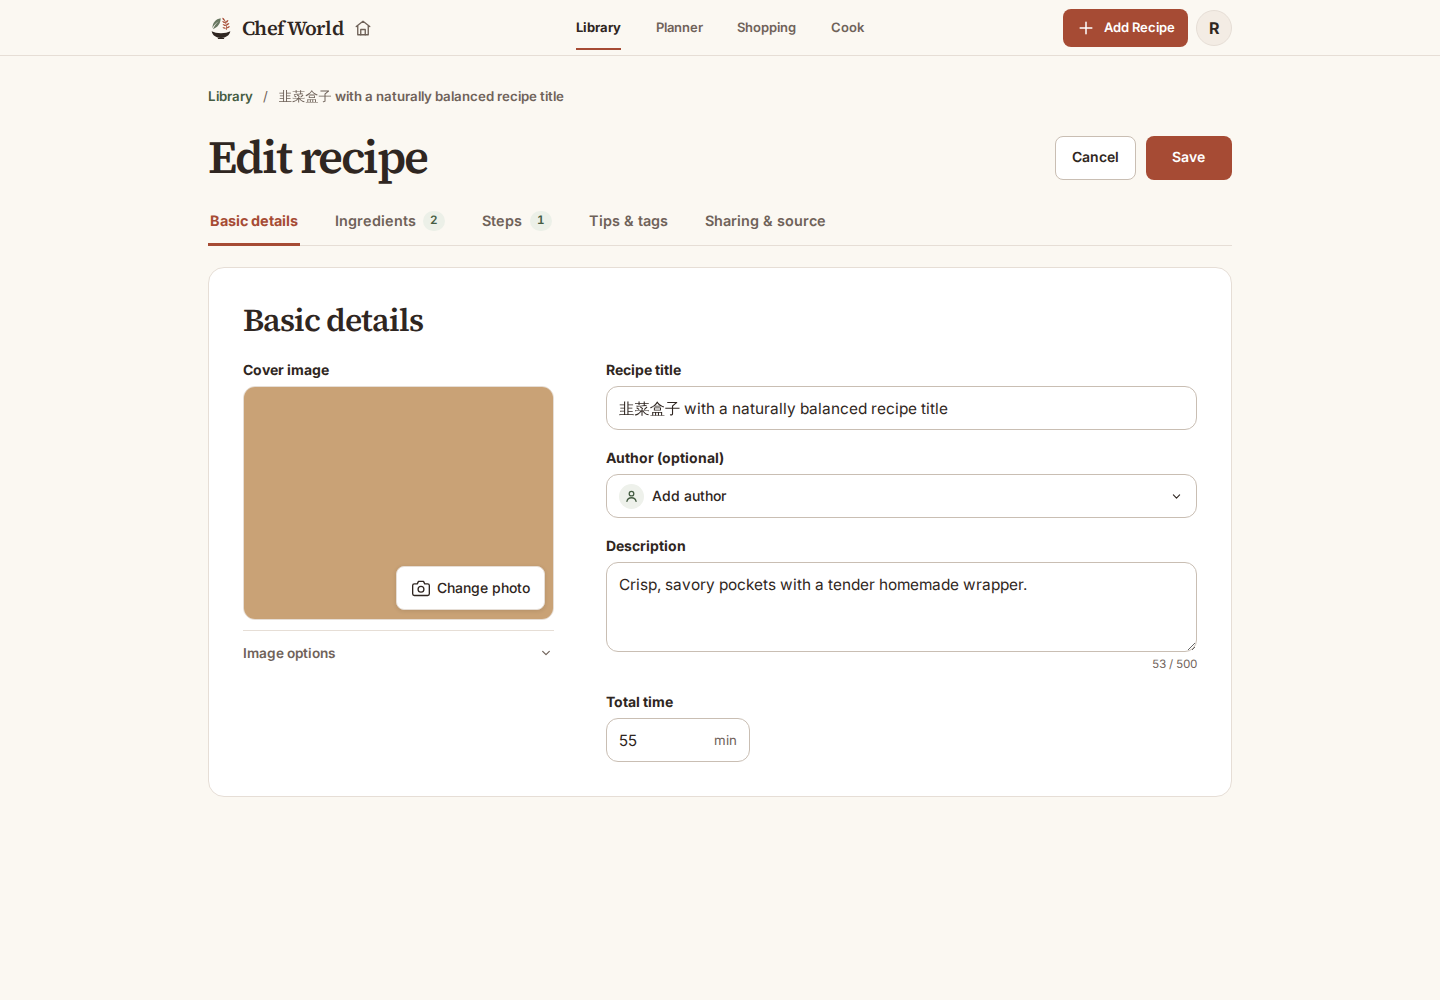 ChefWorld
Library
Planner
Shopping
Cook
Add Recipe
R
Library / 韭菜盒子 with a naturally balanced recipe title
Edit recipe
Cancel
Save
Basic details
Ingredients 2
Steps 1
Tips & tags
Sharing & source
Basic details
Cover image
Change photo
Image options
Recipe title
韭菜盒子 with a naturally balanced recipe title
Author (optional)
Add author
Description
Crisp, savory pockets with a tender homemade wrapper.
53 / 500
Total time
55 min